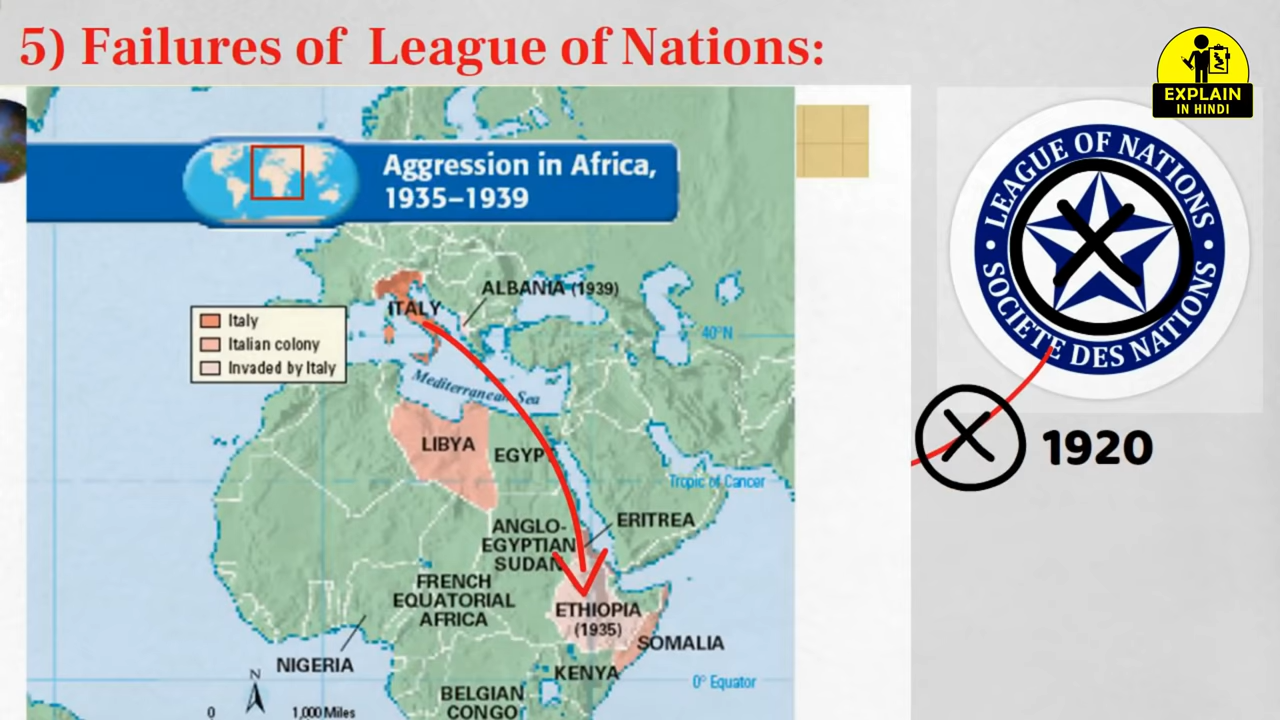 5) Failures of League of Nations:
EXPLAIN
IN HINDI
Aggression in Africa,
1935–1939
LEAGUE OF NATIONS
SOCIETE DES NATIONS
1920
ALBANIA (1939)
ITALY
Italy
Italian colony
Invaded by Italy
40°N
Mediterranean Sea
LIBYA
EGYP
Tropic of Cancer
ERITREA
ANGLO-
EGYPTIAN
SUDAN
FRENCH
EQUATORIAL
AFRICA
ETHIOPIA
(1935)
SOMALIA
NIGERIA
KENYA
0° Equator
BELGIAN
CONGO
N
0 1,000 Miles